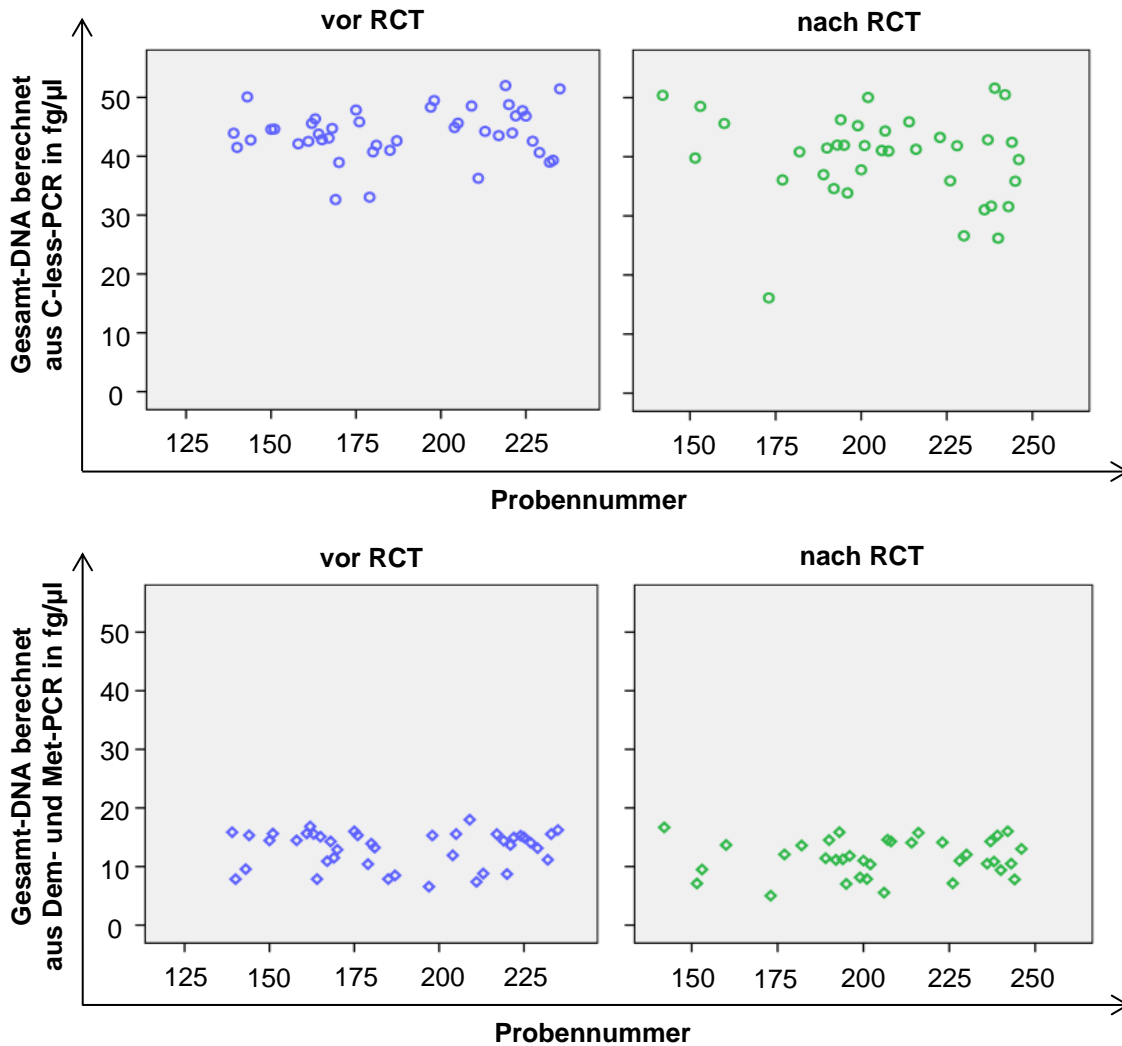 vor RCT
nach RCT
Gesamt-DNA berechnet
aus C-less-PCR in fg/µl
50
40
30
20
10
0
125 150 175 200 225
150 175 200 225 250
Probennummer
vor RCT
nach RCT
Gesamt-DNA berechnet
aus Dem- und Met-PCR in fg/µl
50
40
30
20
10
0
125 150 175 200 225
150 175 200 225 250
Probennummer